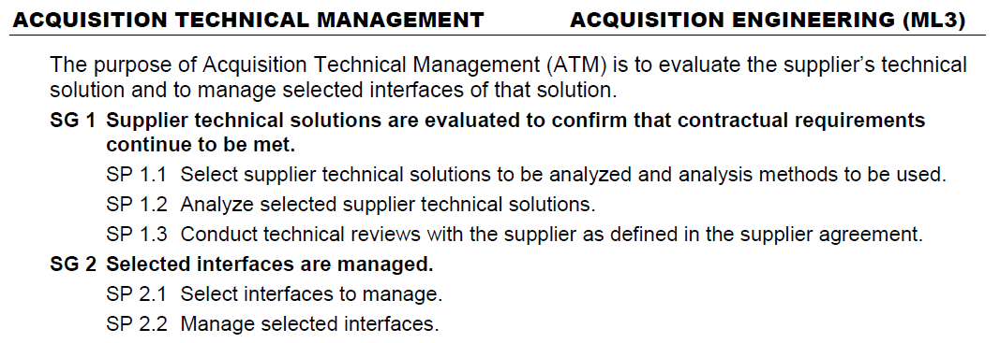 ACQUISITION TECHNICAL MANAGEMENT ACQUISITION ENGINEERING (ML3)
The purpose of Acquisition Technical Management (ATM) is to evaluate the supplier's technical
solution and to manage selected interfaces of that solution.
SG 1 Supplier technical solutions are evaluated to confirm that contractual requirements
continue to be met.
SP 1.1 Select supplier technical solutions to be analyzed and analysis methods to be used.
SP 1.2 Analyze selected supplier technical solutions.
SP 1.3 Conduct technical reviews with the supplier as defined in the supplier agreement.
SG 2 Selected interfaces are managed.
SP 2.1 Select interfaces to manage.
SP 2.2 Manage selected interfaces.